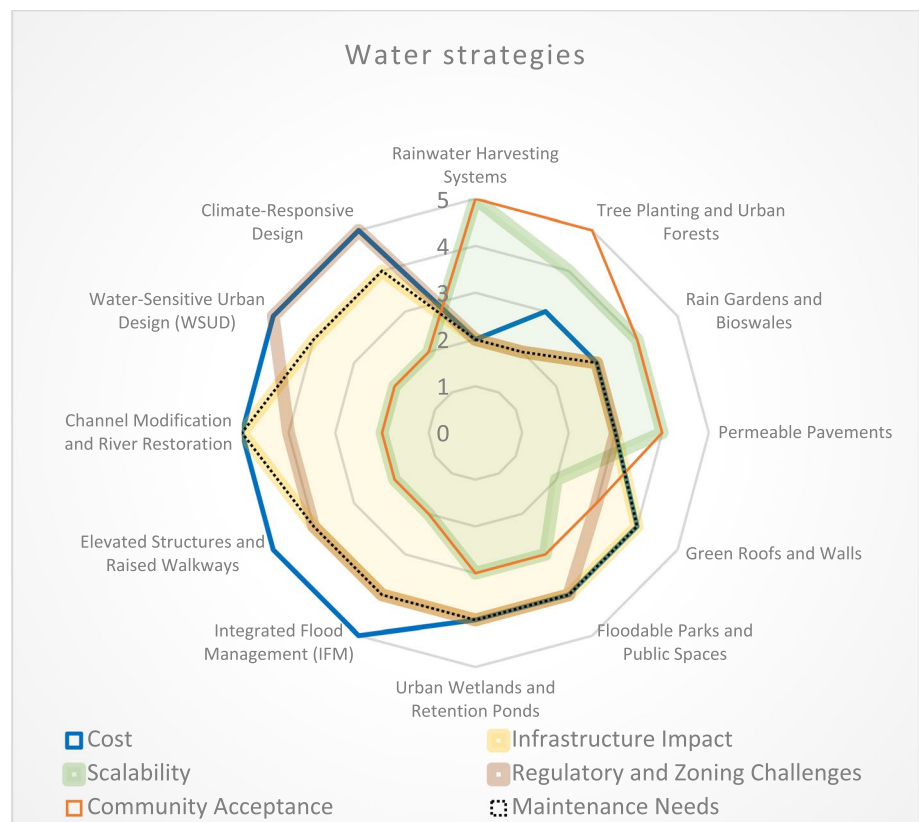 Water strategies
Rainwater Harvesting
Systems
Climate-Responsive
Design
Tree Planting and Urban
Forests
Water-Sensitive Urban
Design (WSUD)
Rain Gardens and
Bioswales
Channel Modification
and River Restoration
Permeable Pavements
Elevated Structures and
Raised Walkways
Green Roofs and Walls
Integrated Flood
Management (IFM)
Floodable Parks and
Public Spaces
Urban Wetlands and
Retention Ponds
5
4
3
2
1
0
Cost
Infrastructure Impact
Scalability
Regulatory and Zoning Challenges
Community Acceptance
Maintenance Needs